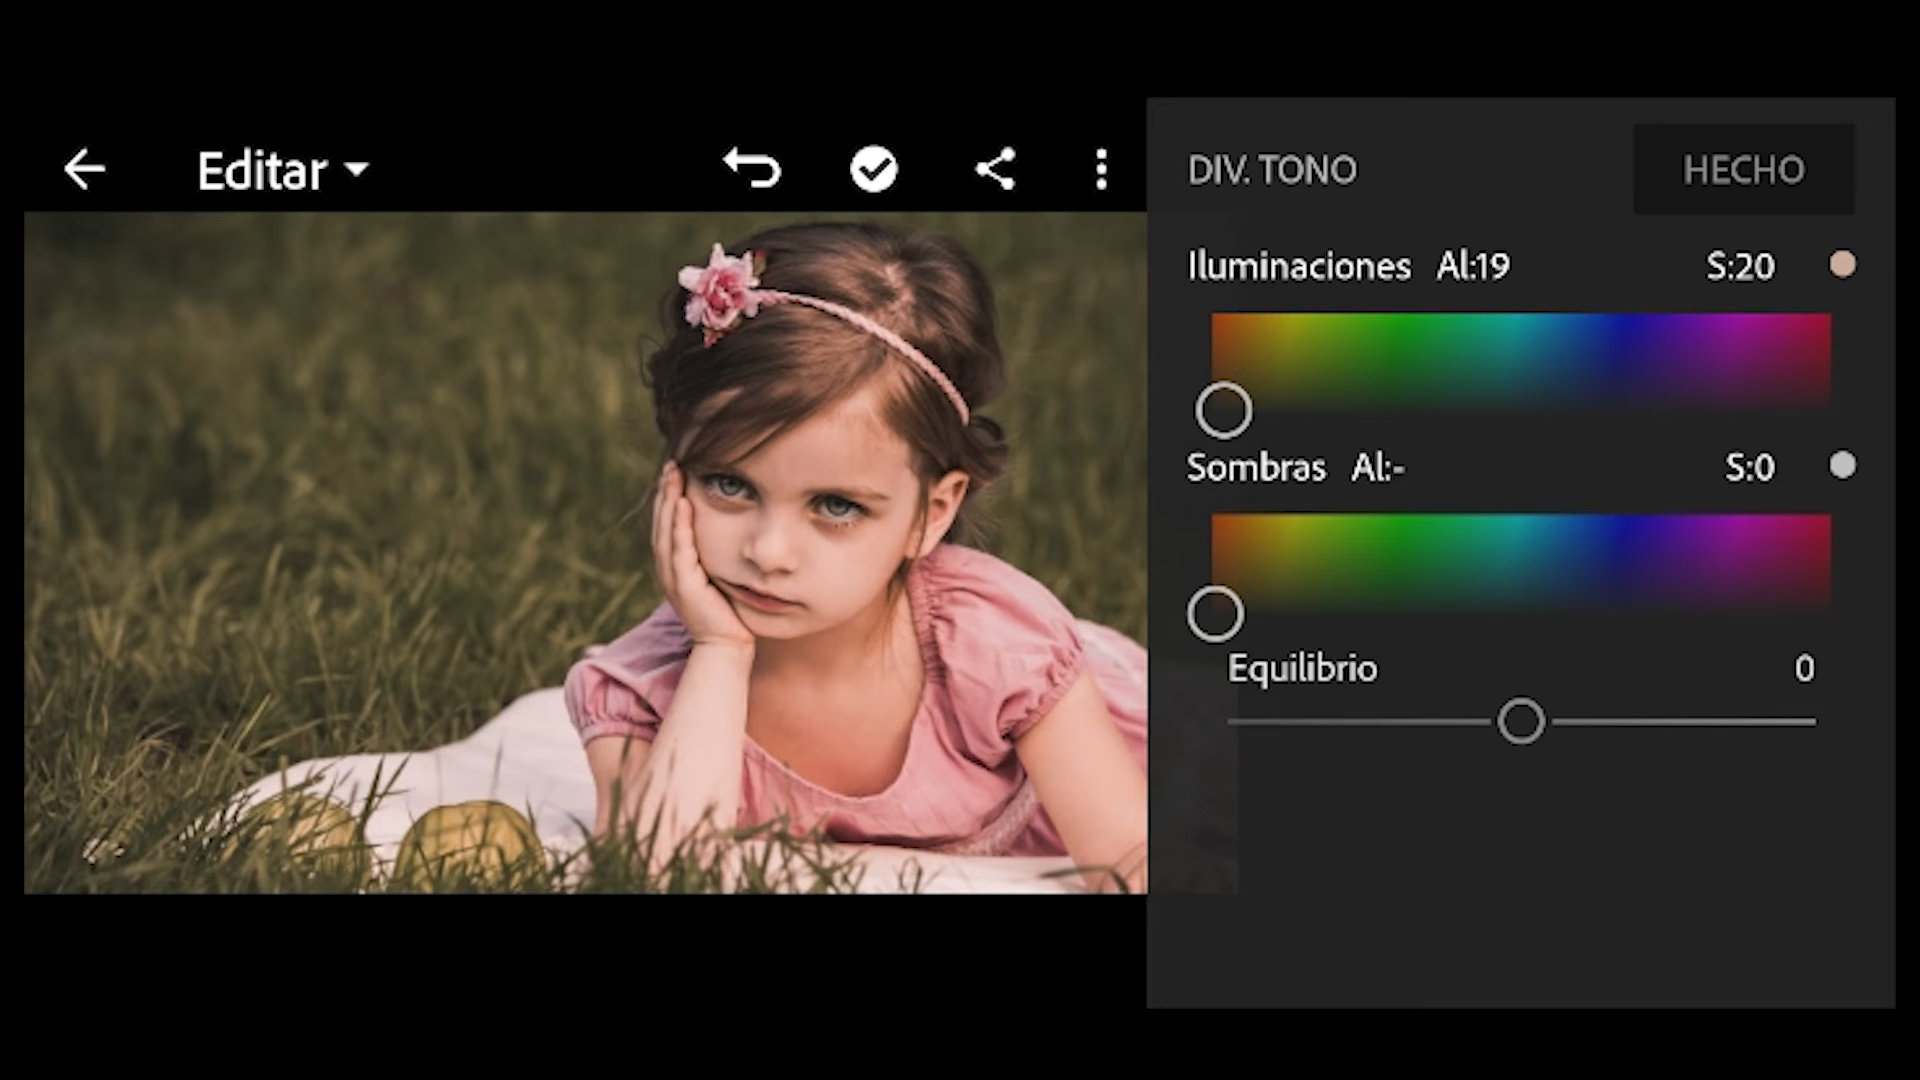 Editar
DIV. TONO HECHO
Iluminaciones Al:19 S:20
Sombras Al:- S:0
Equilibrio 0